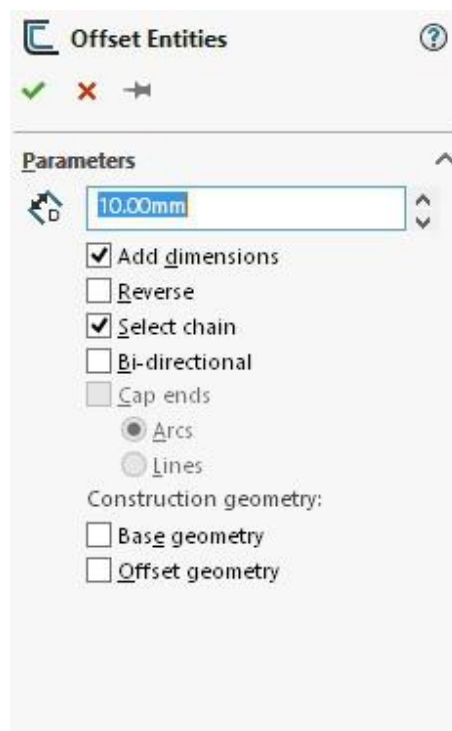 Offset Entities
Parameters
D
10.00mm
Add dimensions
Reverse
Select chain
Bi-directional
Cap ends
Arcs
Lines
Construction geometry:
Base geometry
Offset geometry